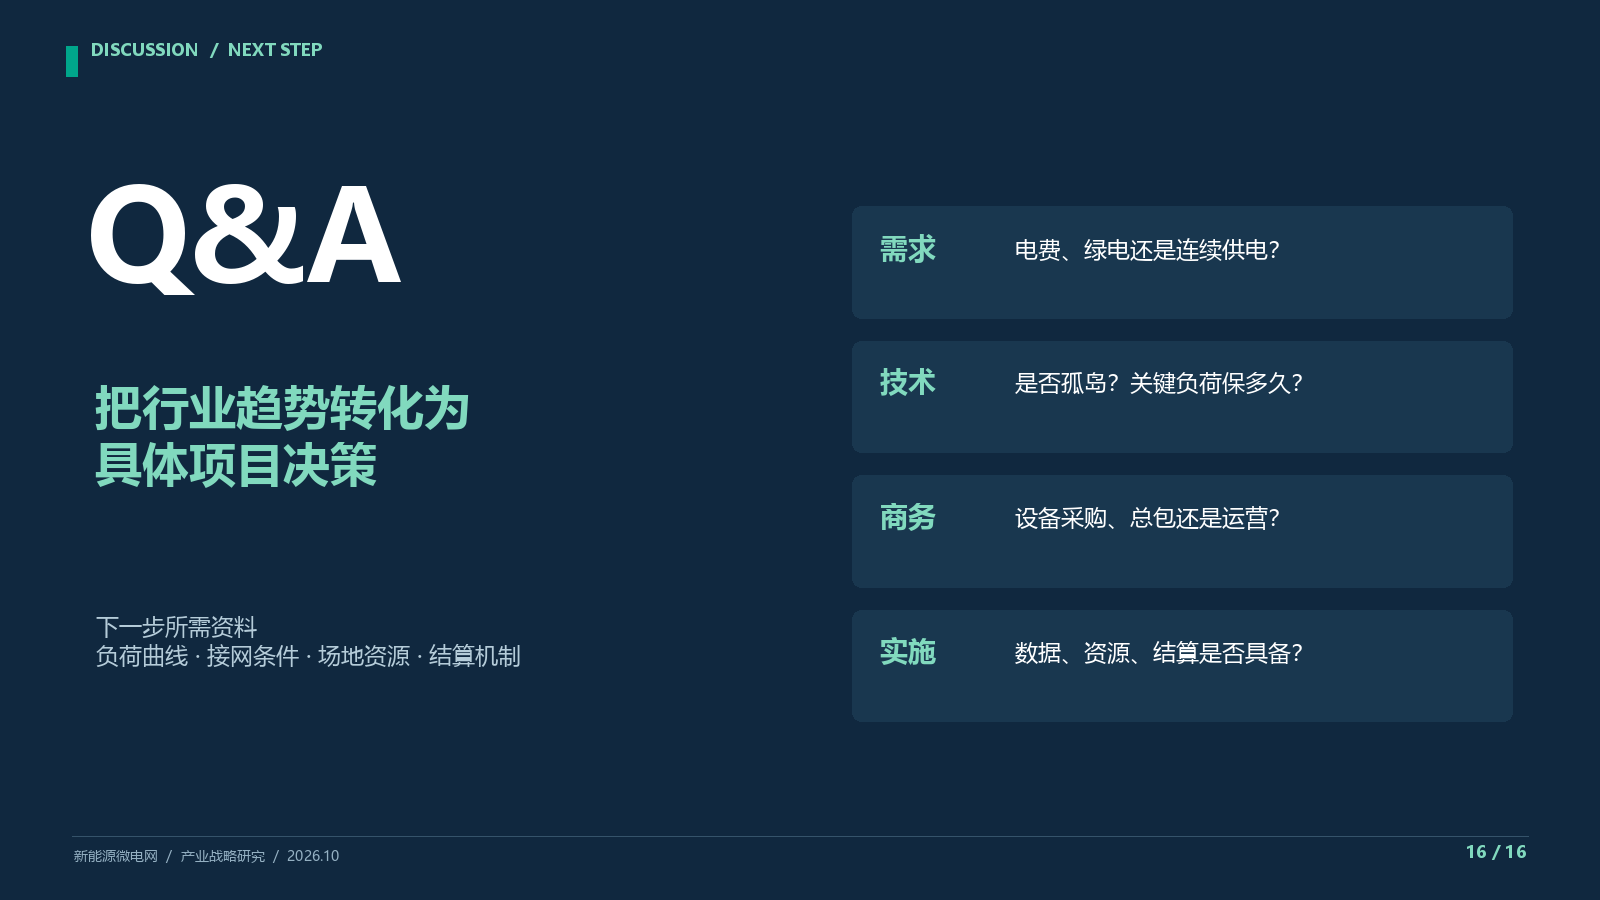 DISCUSSION / NEXT STEP
Q&A
把行业趋势转化为
具体项目决策
下一步所需资料
负荷曲线 · 接网条件 · 场地资源 · 结算机制
需求 电费、绿电还是连续供电？
技术 是否孤岛？关键负荷保多久？
商务 设备采购、总包还是运营？
实施 数据、资源、结算是否具备？
新能源微电网 / 产业战略研究 / 2026.10
16 / 16